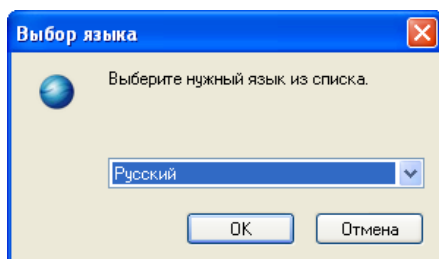 Выбор языка
Выберите нужный язык из списка.
Русский
OK
Отмена